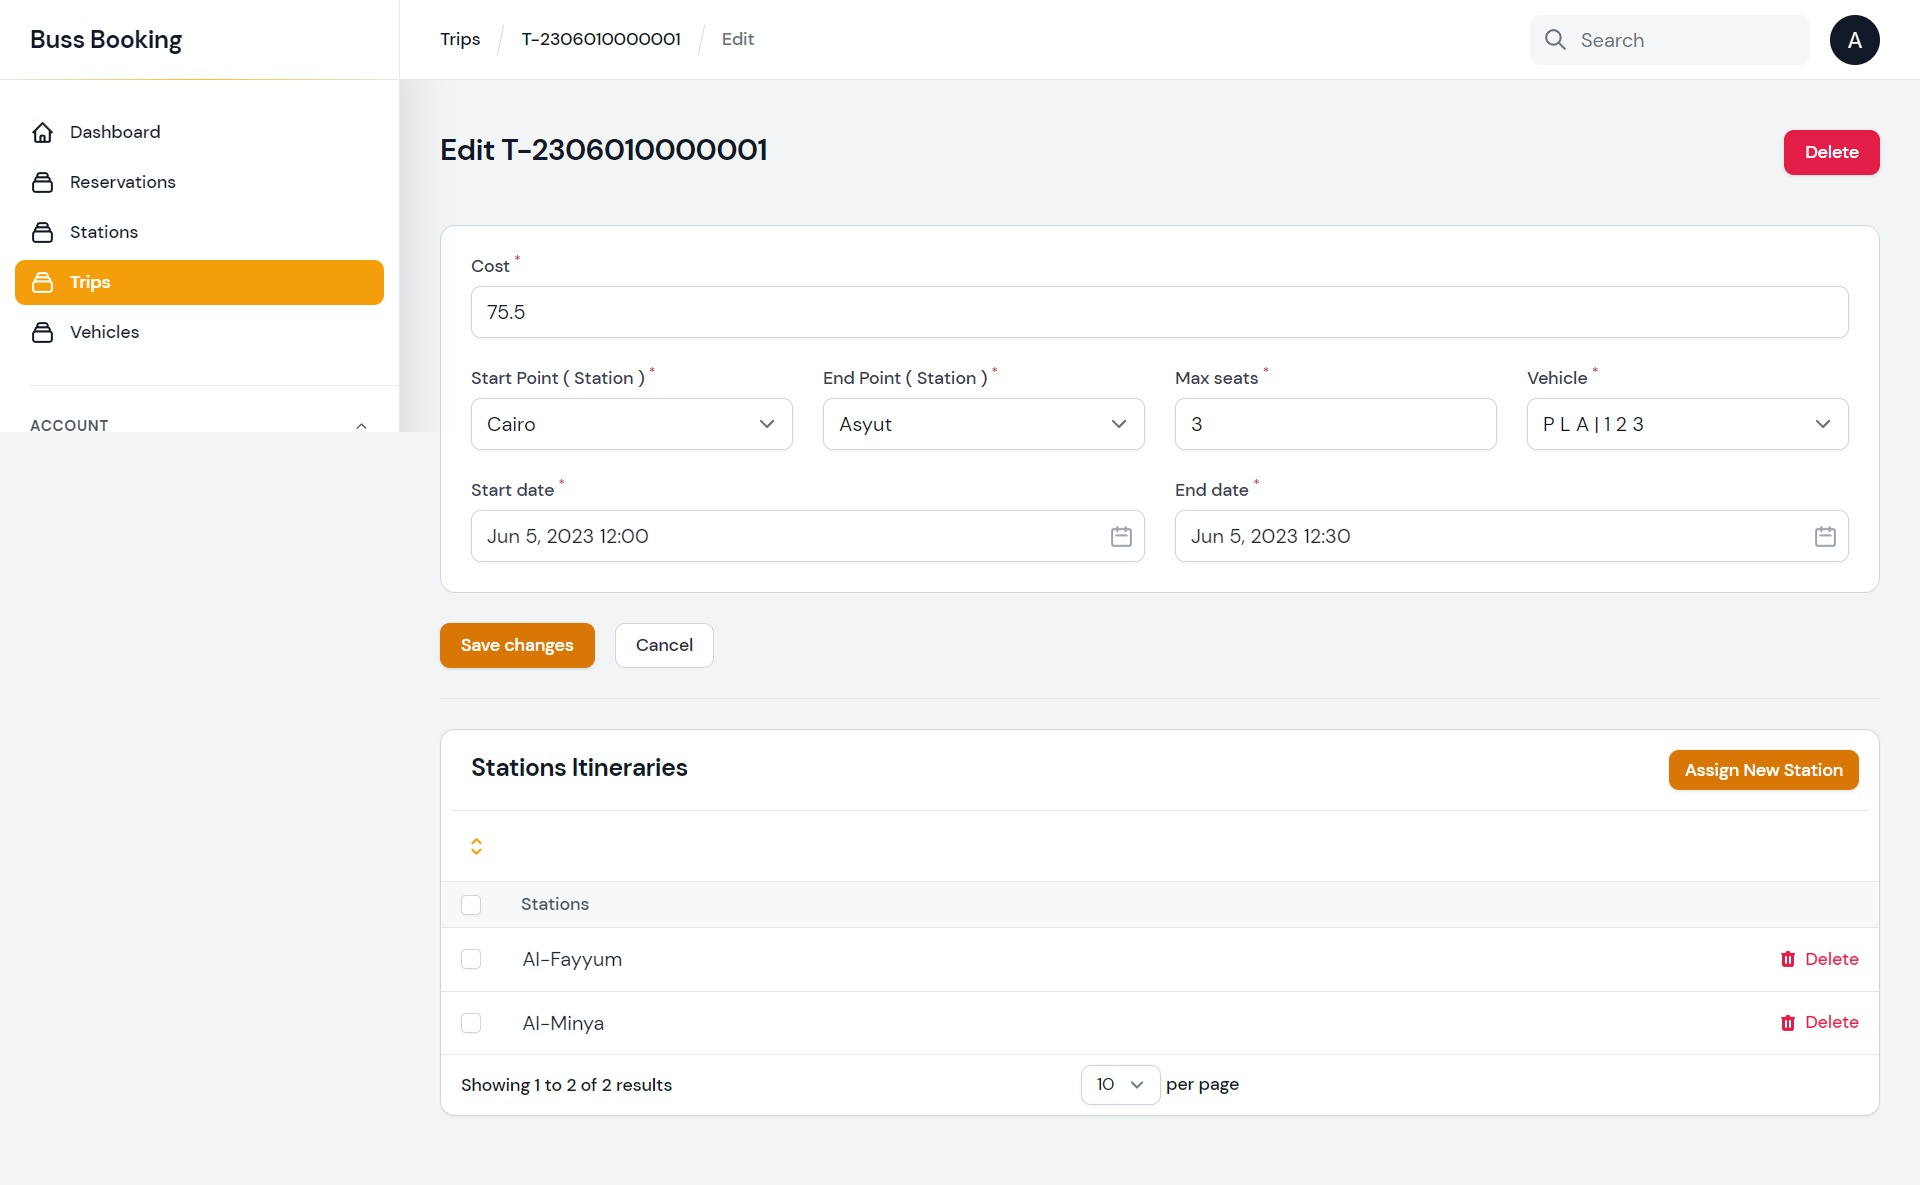 Buss Booking
Trips / T-2306010000001 / Edit
Search
A
Dashboard
Reservations
Stations
Trips
Vehicles
ACCOUNT
Edit T-2306010000001
Delete
Cost *
75.5
Start Point ( Station ) * End Point ( Station ) * Max seats * Vehicle *
Cairo Asyut 3 P L A | 1 2 3
Start date * End date *
Jun 5, 2023 12:00 Jun 5, 2023 12:30
Save changes Cancel
Stations Itineraries
Assign New Station
Stations
Al-Fayyum Delete
Al-Minya Delete
Showing 1 to 2 of 2 results 10 per page